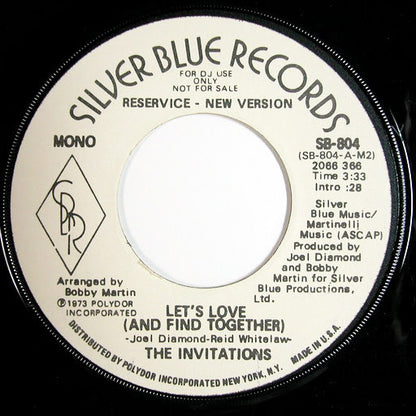 SILVER BLUE RECORDS
FOR DJ USE
ONLY
NOT FOR SALE
RESERVICE - NEW VERSION
MONO
SB-804
(SB-804-A-M2)
2066 366
Time 3:33
Intro :28
SBR
Silver
Blue Music/
Martinelli
Music (ASCAP)
Produced by
Joel Diamond
and Bobby
Martin for Silver
Blue Productions,
Ltd.
Arranged by
Bobby Martin
℗1973 POLYDOR
INCORPORATED
LET'S LOVE
(AND FIND TOGETHER)
-Joel Diamond-Reid Whitelaw-
THE INVITATIONS
DISTRIBUTED BY POLYDOR INCORPORATED NEW YORK, N.Y. MADE IN U.S.A.